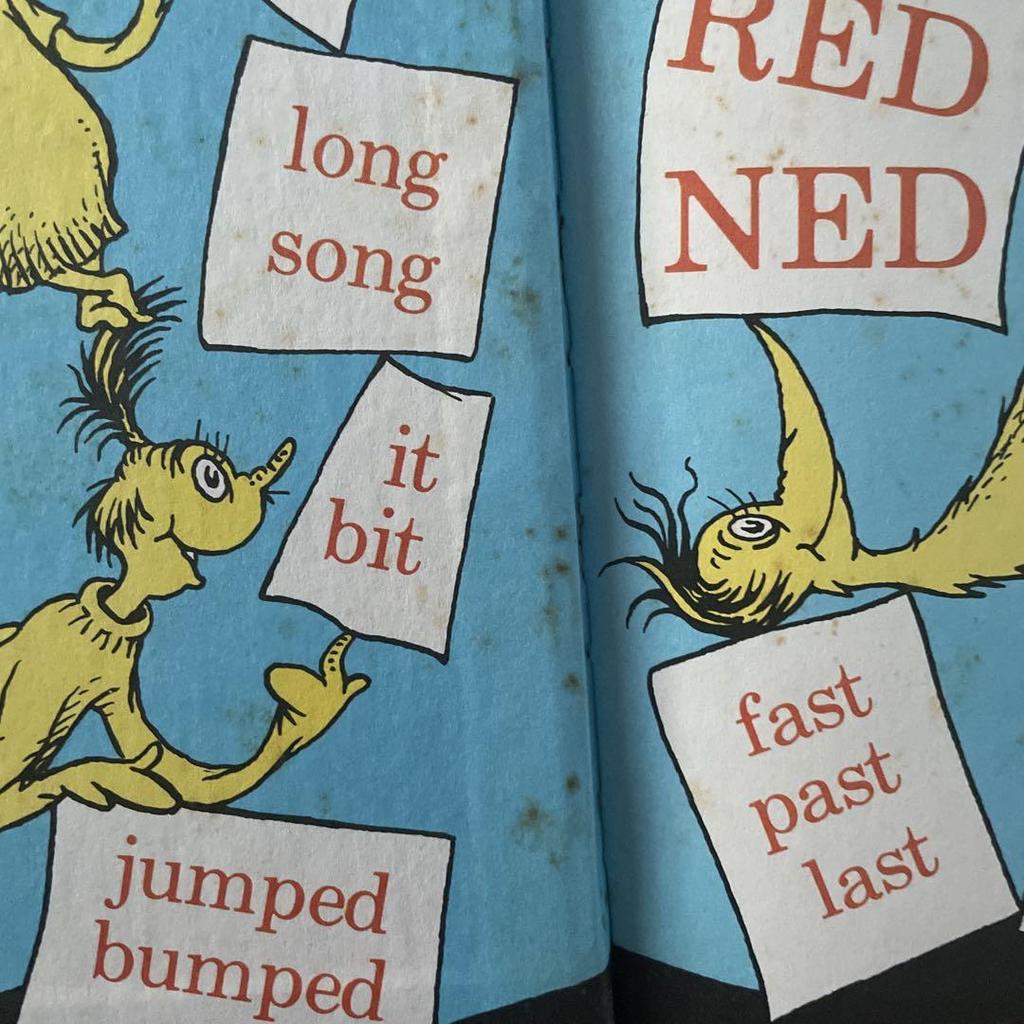 long
song
it
bit
jumped
bumped
RED
NED
fast
past
last